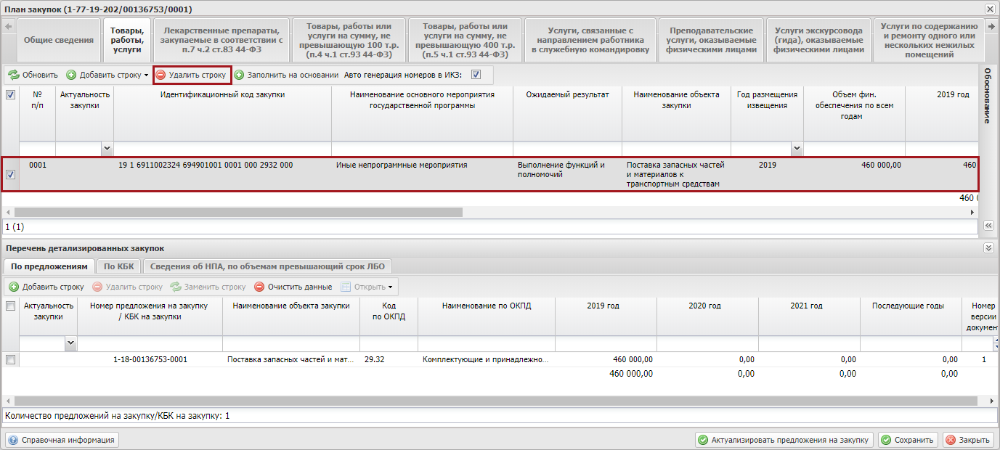 План закупок (1-77-19-202/00136753/0001)
Общие сведения
Товары,
работы,
услуги
Лекарственные препараты,
закупаемые в соответствии с
п.7 ч.2 ст.83 44-ФЗ
Товары, работы или
услуги на сумму, не
превышающую 100 т.р.
(п.4 ч.1 ст.93 44-ФЗ)
Товары, работы или
услуги на сумму, не
превышающую 400 т.р.
(п.5 ч.1 ст.93 44-ФЗ)
Услуги, связанные с
направлением работника
в служебную командировку
Преподавательские
услуги, оказываемые
физическими лицами
Услуги экскурсовода
(гида), оказываемые
физическими лицами
Услуги по содержанию
и ремонту одного или
нескольких нежилых
помещений
Обновить Добавить строку Удалить строку Заполнить на основании Авто генерация номеров в ИКЗ:
Обоснование
№
п/п
Актуальность
закупки
Идентификационный код закупки
Наименование основного мероприятия
государственной программы
Ожидаемый результат
Наименование объекта
закупки
Год размещения
извещения
Объем фин.
обеспечения по всем
годам
2019 год
0001 19 1 6911002324 694901001 0001 000 2932 000 Иные непрограммные мероприятия
Выполнение функций и
полномочий
Поставка запасных частей
и материалов к
транспортным средствам
2019 460 000,00 460
460
1 (1)
Перечень детализированных закупок
По предложениям По КБК Сведения об НПА, по объемам превышающий срок ЛБО
Добавить строку Удалить строку Заменить строку Очистить данные Открыть
Актуальность
закупки
Номер предложения на закупку
/ КБК на закупки
Наименование объекта закупки
Код
по ОКПД
Наименование по ОКПД
2019 год
2020 год
2021 год
Последующие годы
Номер
версии
докумен
1-18-00136753-0001 Поставка запасных частей и мат... 29.32 Комплектующие и принадлежно... 460 000,00 0,00 0,00 0,00 1
460 000,00 0,00 0,00 0,00
Количество предложений на закупку/КБК на закупку: 1
Справочная информация Актуализировать предложения на закупку Сохранить Закрыть